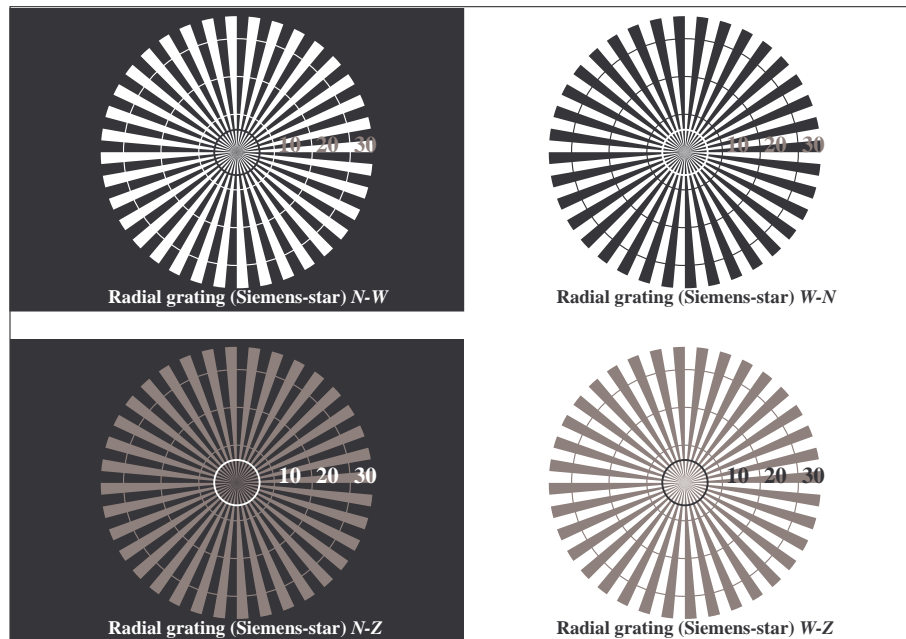 10 20 30
Radial grating (Siemens-star) N-W
10 20 30
Radial grating (Siemens-star) W-N
10 20 30
Radial grating (Siemens-star) N-Z
10 20 30
Radial grating (Siemens-star) W-Z